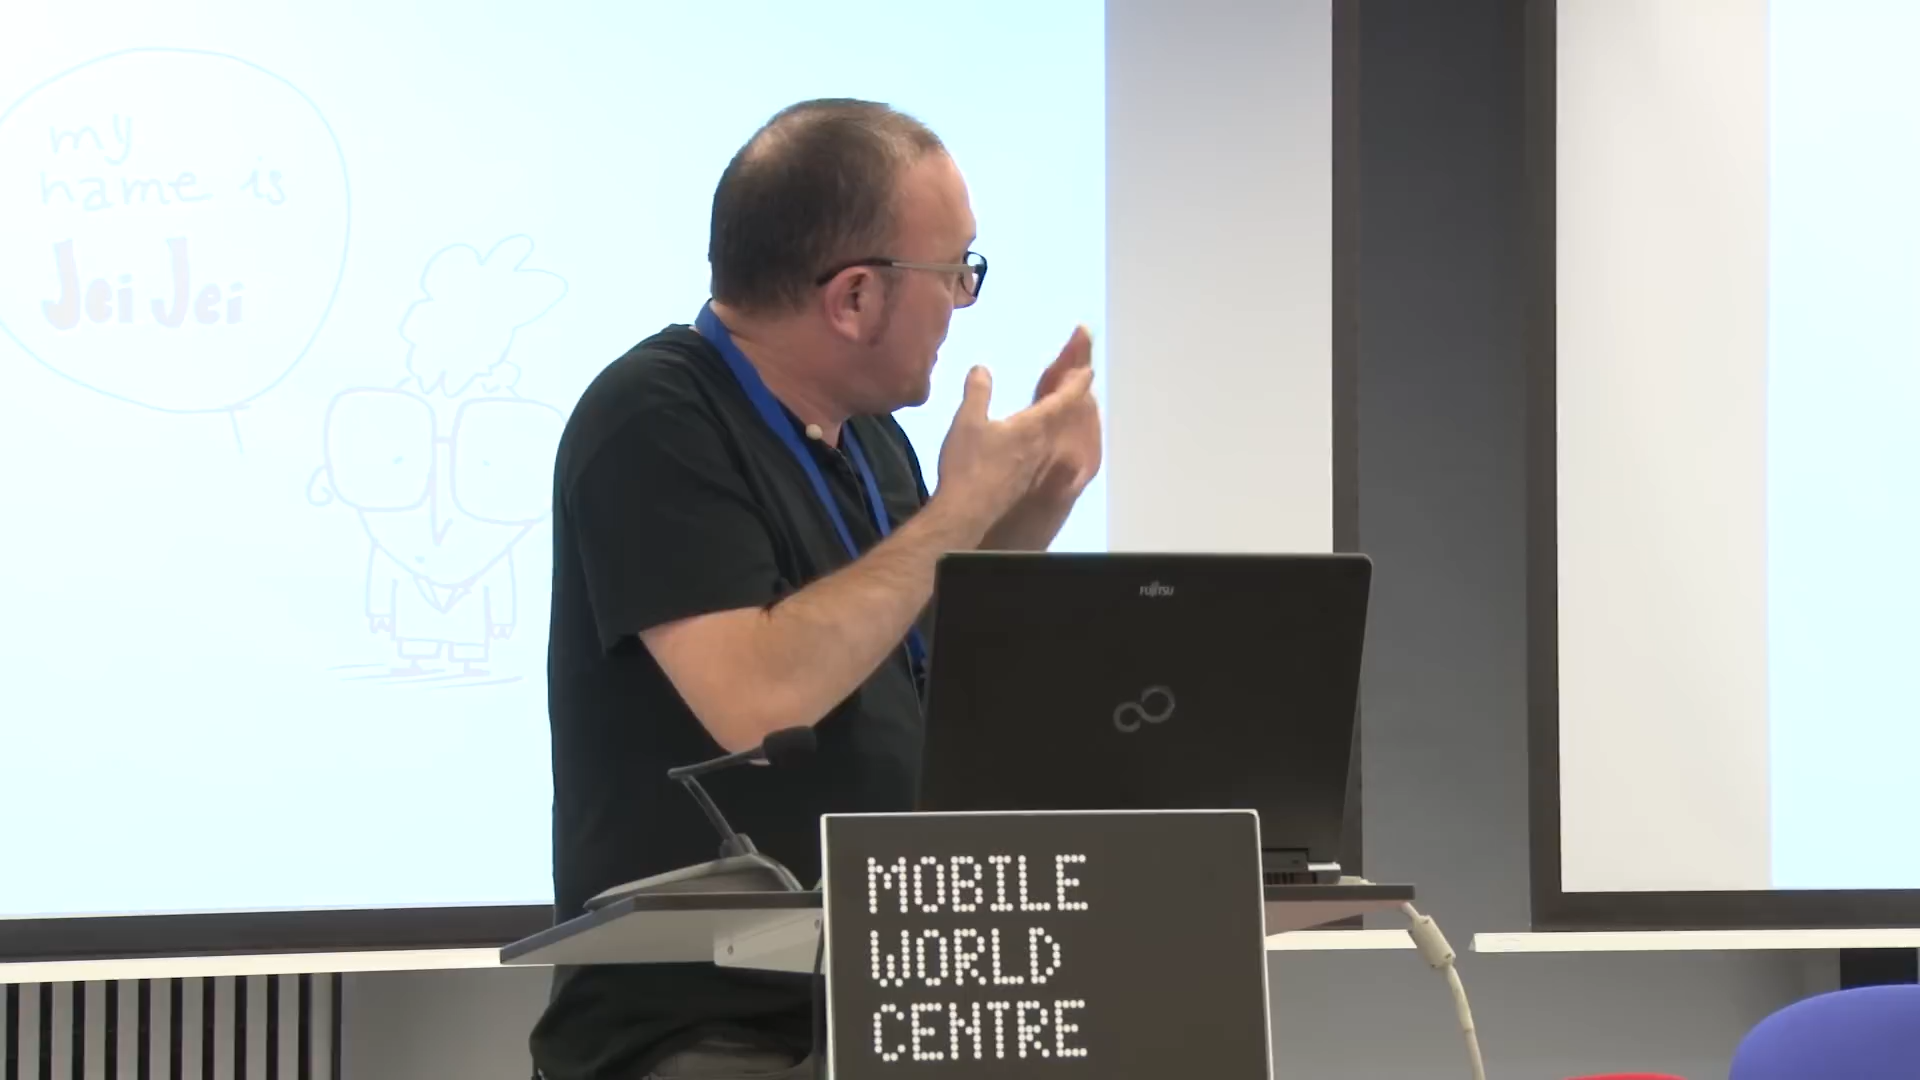 my
name is
Jei Jei
FUJITSU
MOBILE
WORLD
CENTRE